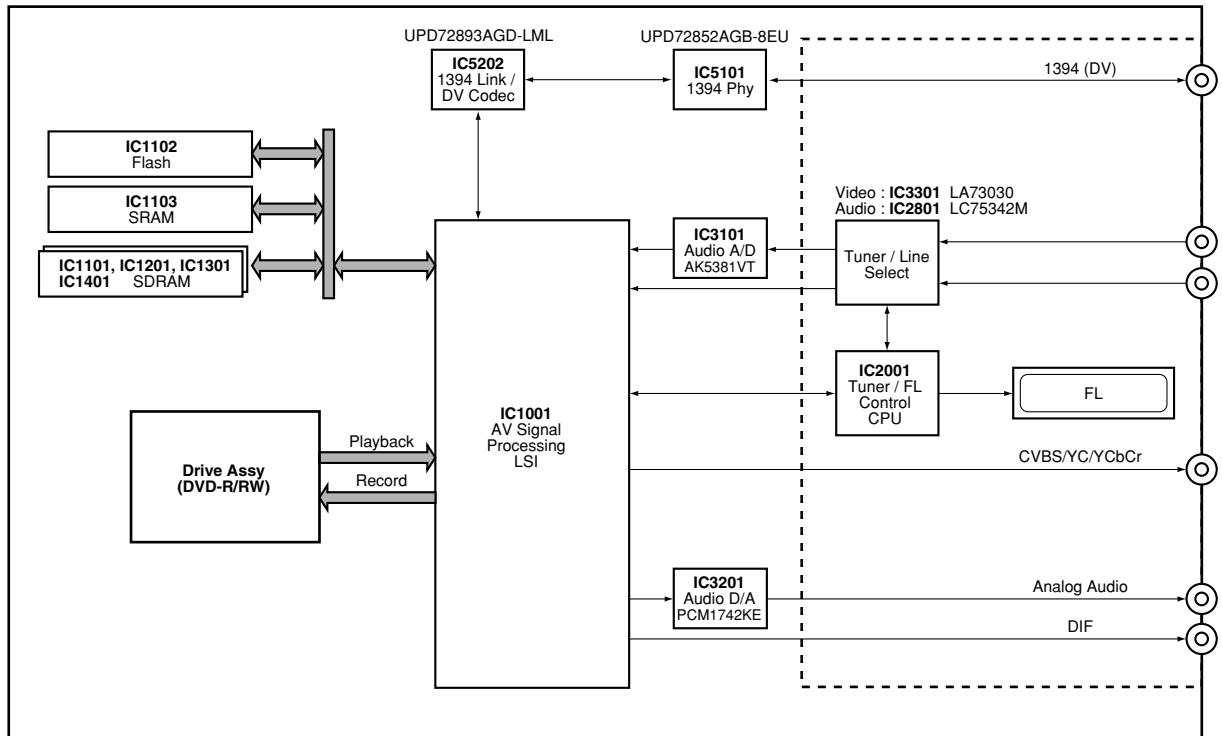 UPD72893AGD-LML
UPD72852AGB-8EU
IC5202
1394 Link /
DV Codec
IC5101
1394 Phy
1394 (DV)
IC1102
Flash
IC1103
SRAM
IC1101, IC1201, IC1301
IC1401 SDRAM
Video : IC3301 LA73030
Audio : IC2801 LC75342M
IC3101
Audio A/D
AK5381VT
Tuner / Line
Select
IC2001
Tuner / FL
Control
CPU
FL
IC1001
AV Signal
Processing
LSI
Drive Assy
(DVD-R/RW)
Playback
Record
CVBS/YC/YCbCr
IC3201
Audio D/A
PCM1742KE
Analog Audio
DIF